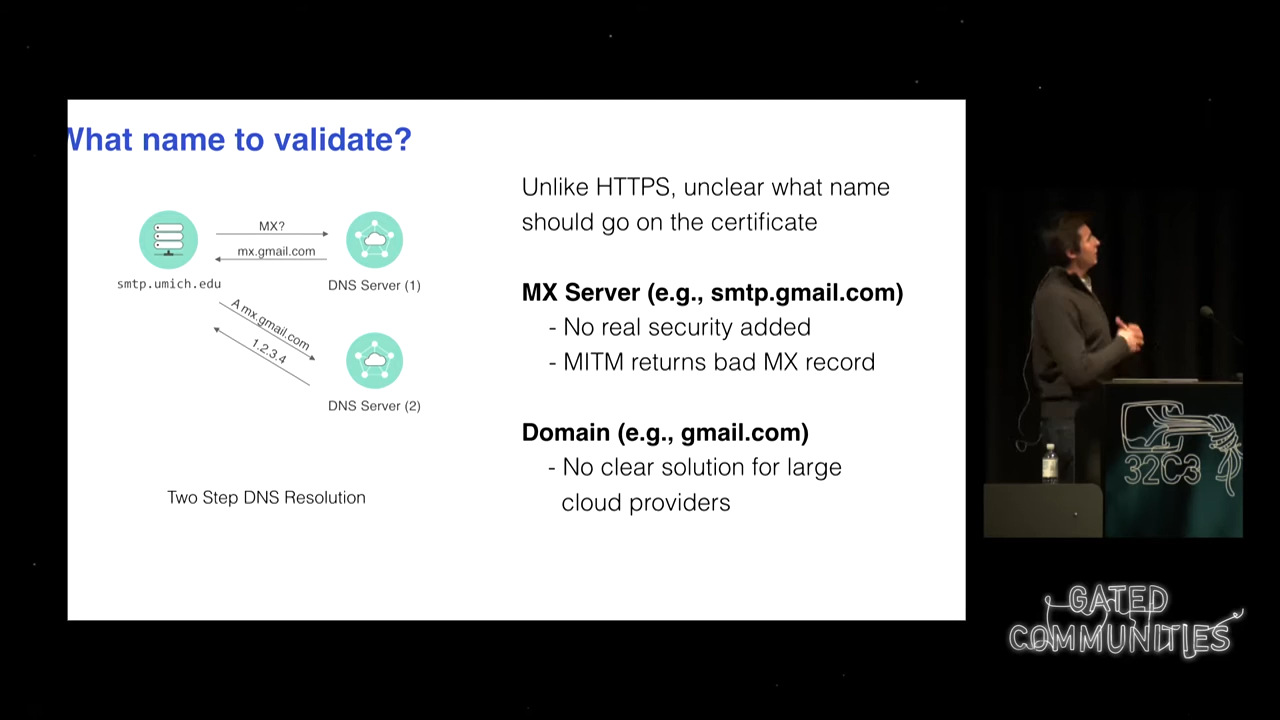 What name to validate?
MX?
mx.gmail.com
smtp.umich.edu
DNS Server (1)
A mx.gmail.com
1.2.3.4
DNS Server (2)
Two Step DNS Resolution
Unlike HTTPS, unclear what name
should go on the certificate
MX Server (e.g., smtp.gmail.com)
- No real security added
- MITM returns bad MX record
Domain (e.g., gmail.com)
- No clear solution for large
cloud providers
32C3
GATED
COMMUNITIES